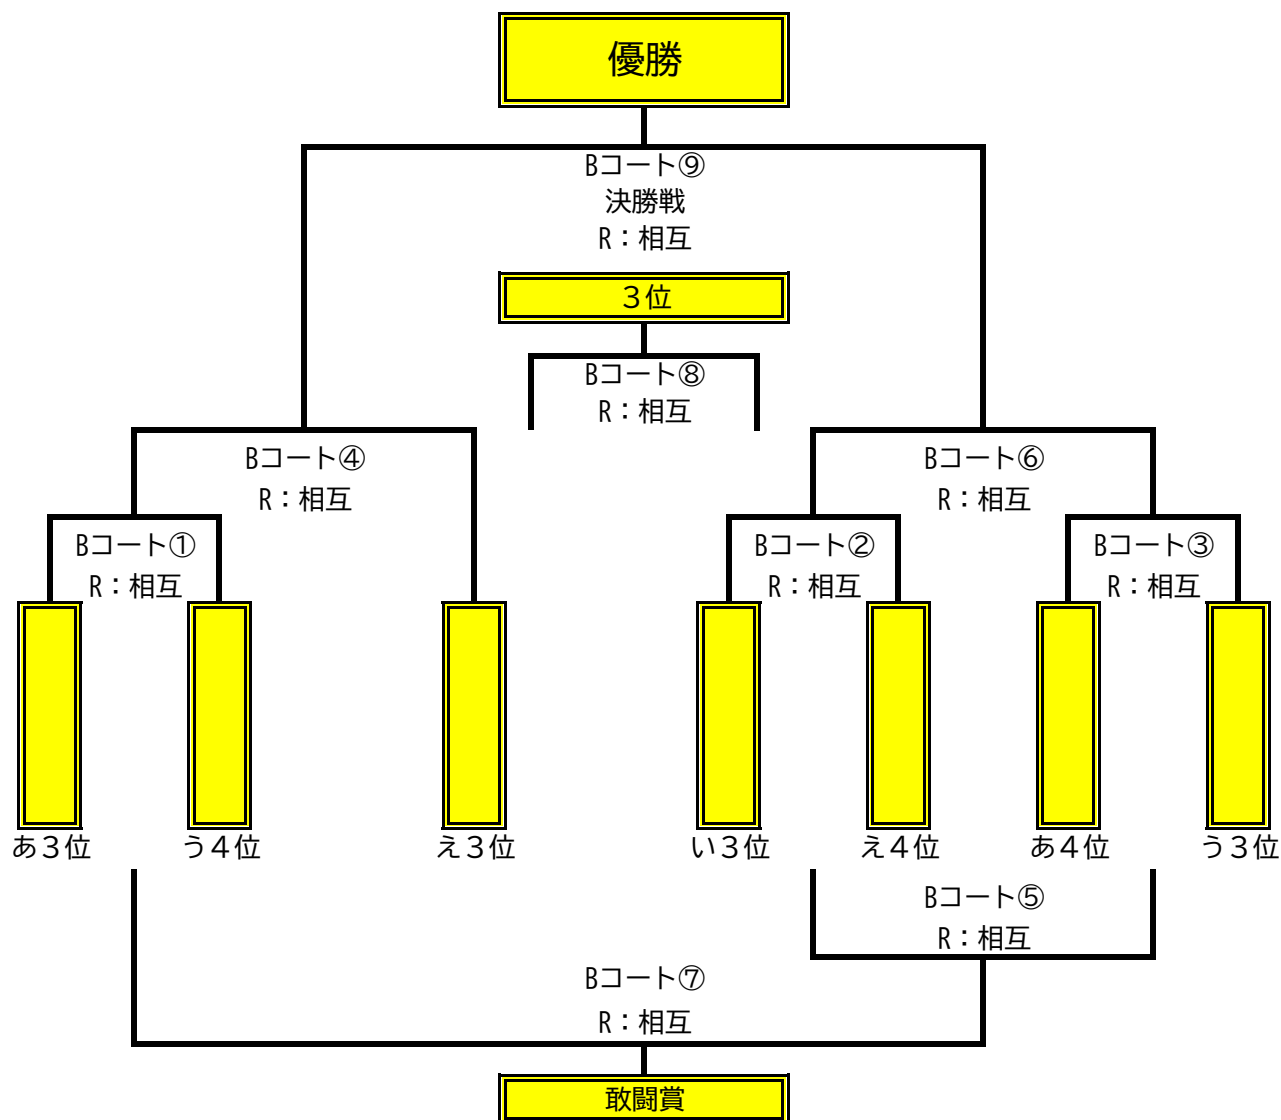 優勝
Bコート⑨
決勝戦
R：相互
３位
Bコート⑧
R：相互
Bコート④
R：相互
Bコート⑥
R：相互
Bコート①
R：相互
Bコート②
R：相互
Bコート③
R：相互
あ３位
う４位
え３位
い３位
え４位
あ４位
う３位
Bコート⑤
R：相互
Bコート⑦
R：相互
敢闘賞